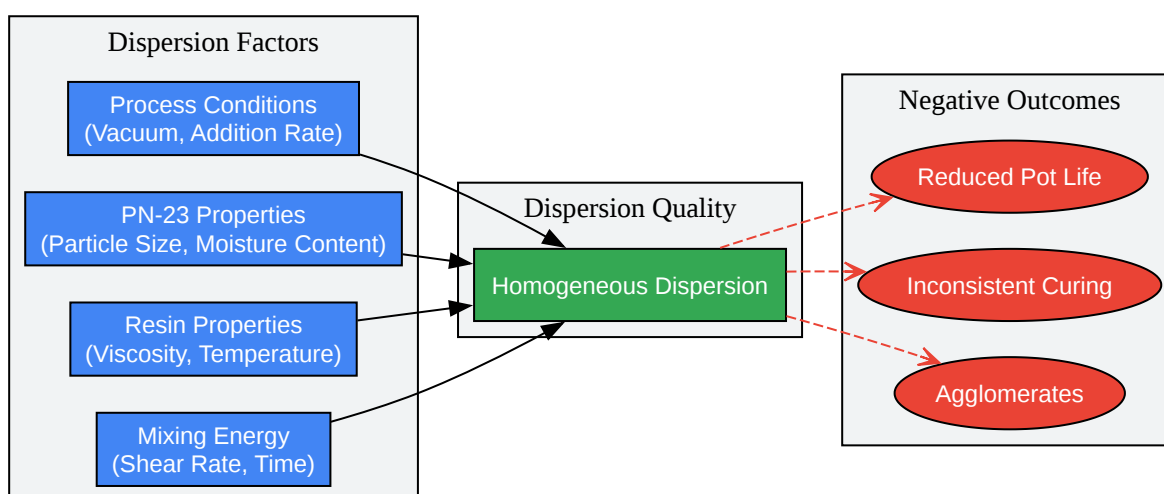 Dispersion Factors
Process Conditions
(Vacuum, Addition Rate)
PN-23 Properties
(Particle Size, Moisture Content)
Resin Properties
(Viscosity, Temperature)
Mixing Energy
(Shear Rate, Time)
Dispersion Quality
Homogeneous Dispersion
Negative Outcomes
Reduced Pot Life
Inconsistent Curing
Agglomerates